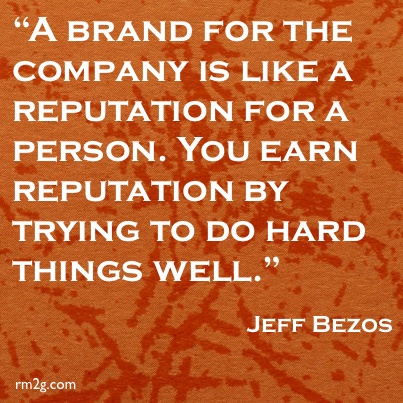 “A BRAND FOR THE
COMPANY IS LIKE A
REPUTATION FOR A
PERSON. YOU EARN
REPUTATION BY
TRYING TO DO HARD
THINGS WELL.”
JEFF BEZOS
rm2g.com